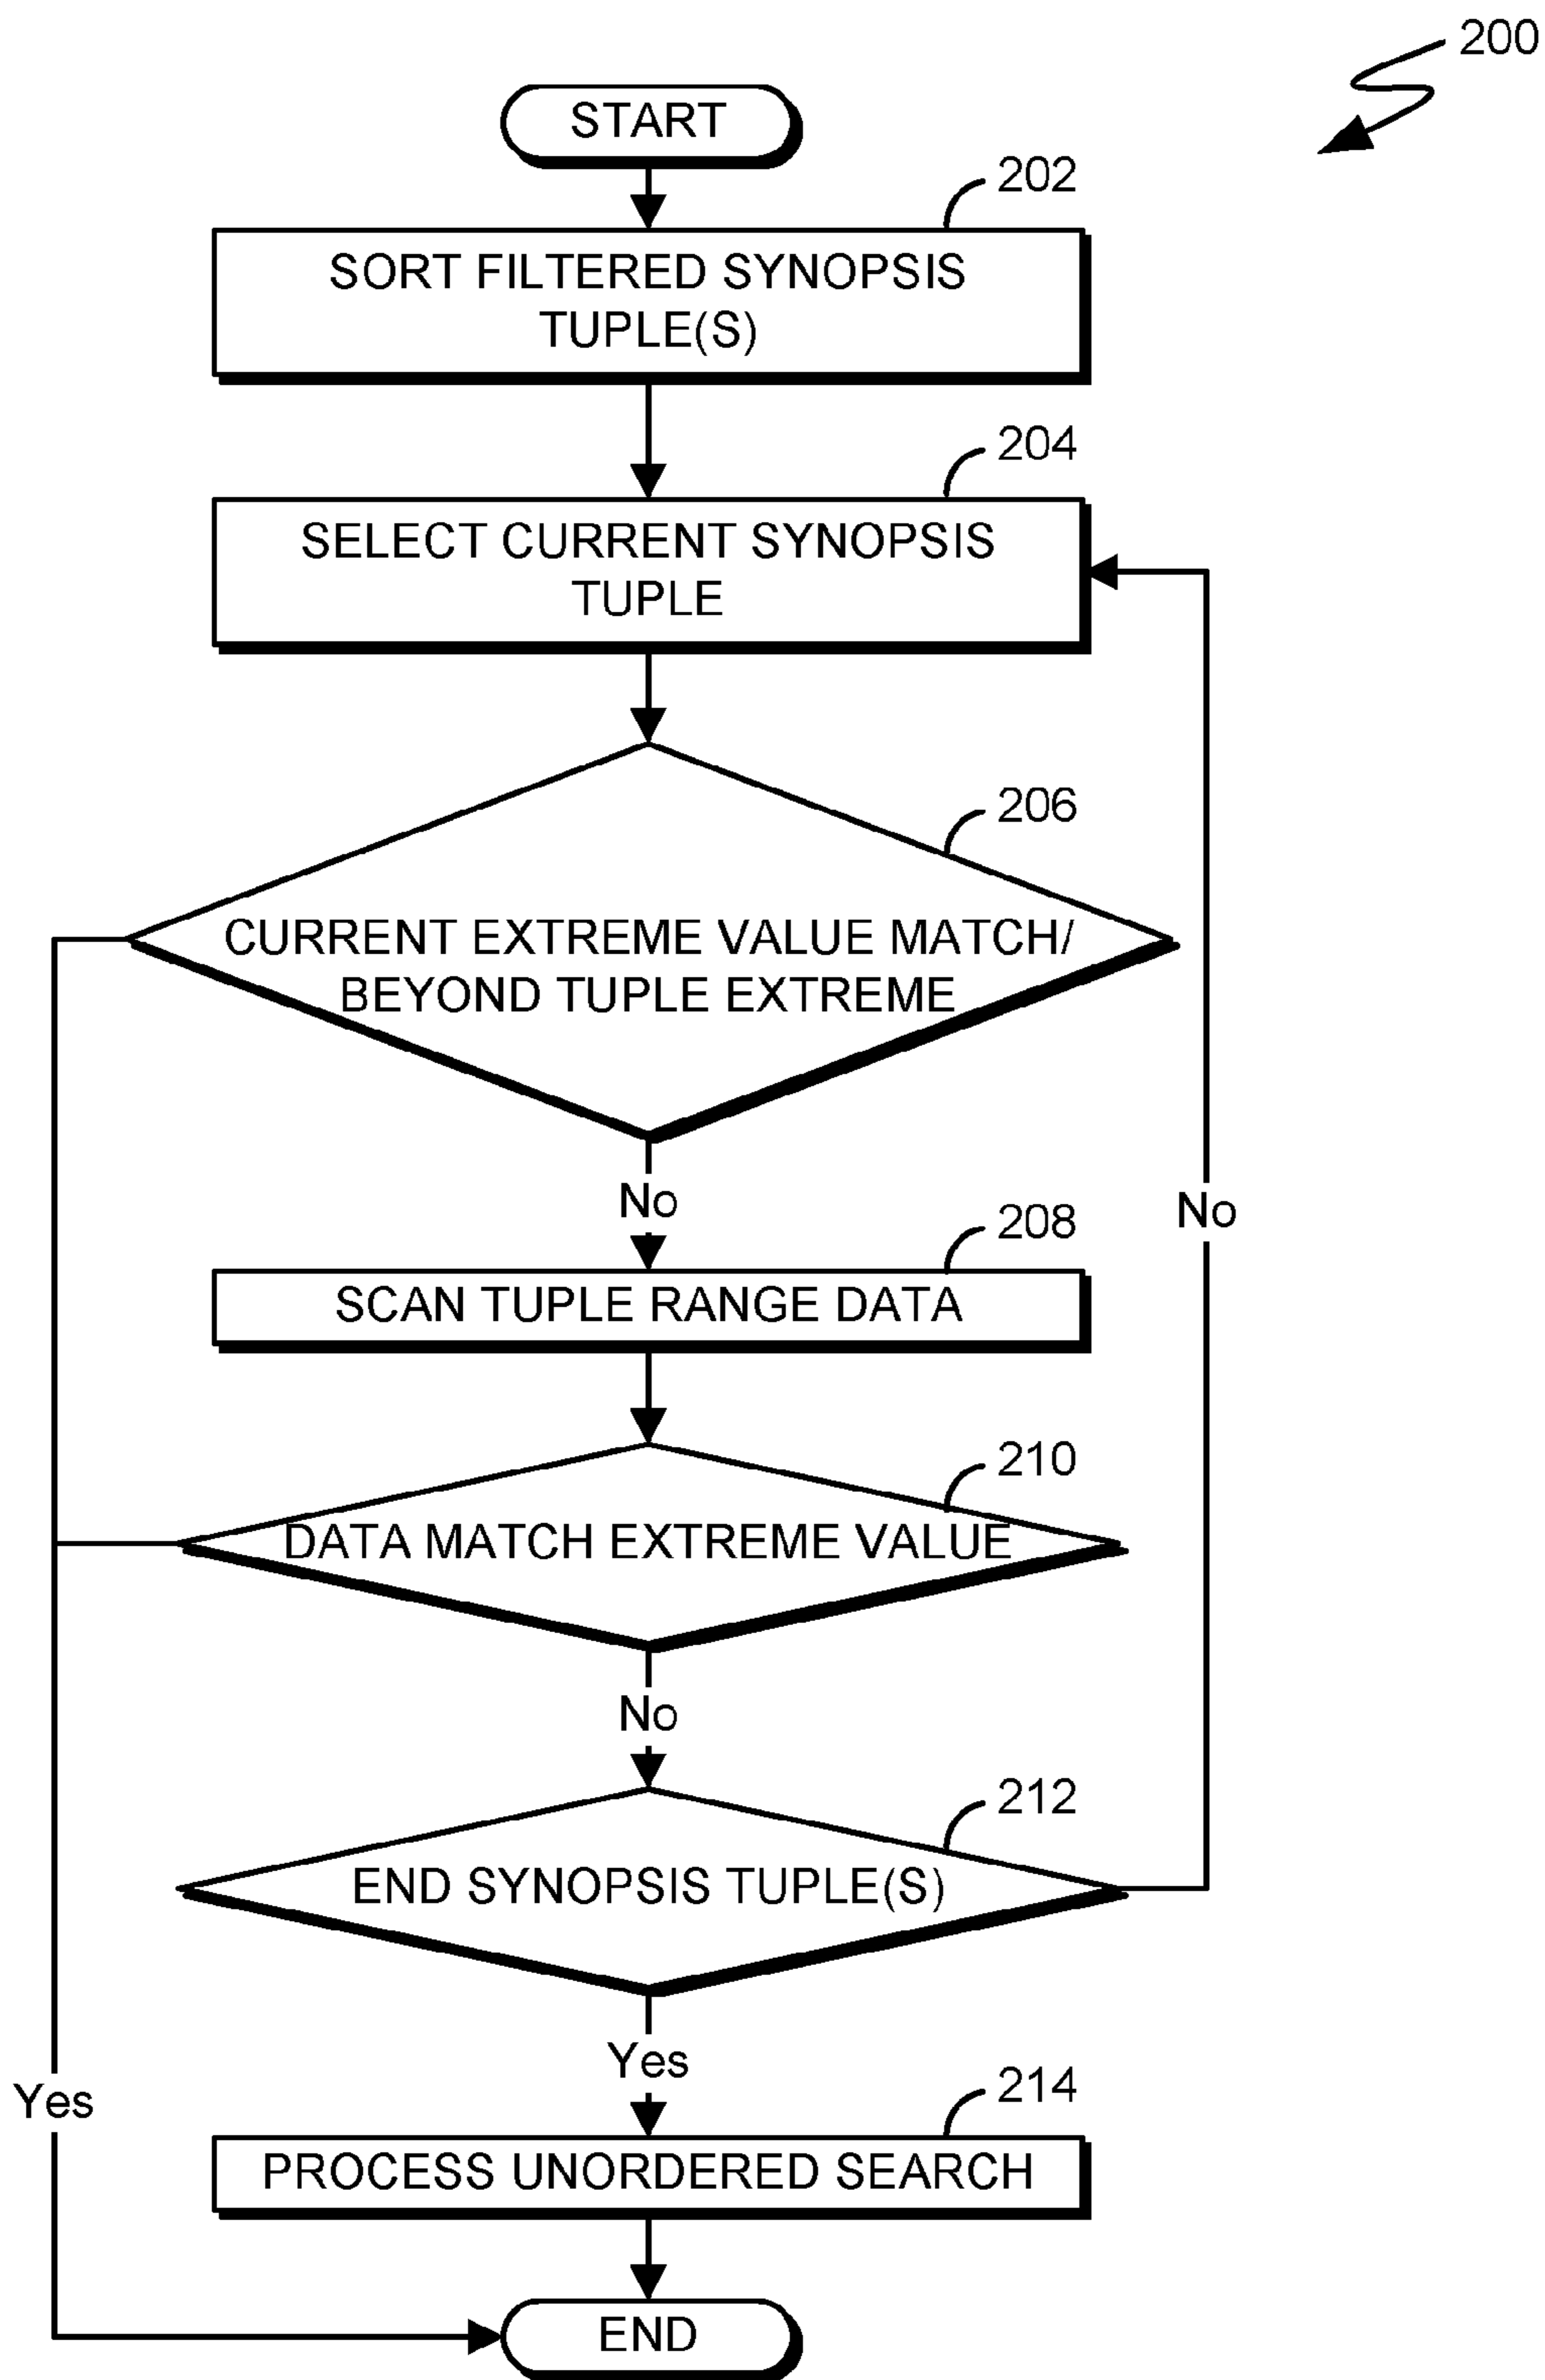 200
START
202
SORT FILTERED SYNOPSIS
TUPLE(S)
204
SELECT CURRENT SYNOPSIS
TUPLE
206
CURRENT EXTREME VALUE MATCH/
BEYOND TUPLE EXTREME
No
No
208
SCAN TUPLE RANGE DATA
210
DATA MATCH EXTREME VALUE
No
212
END SYNOPSIS TUPLE(S)
Yes
Yes
214
PROCESS UNORDERED SEARCH
END